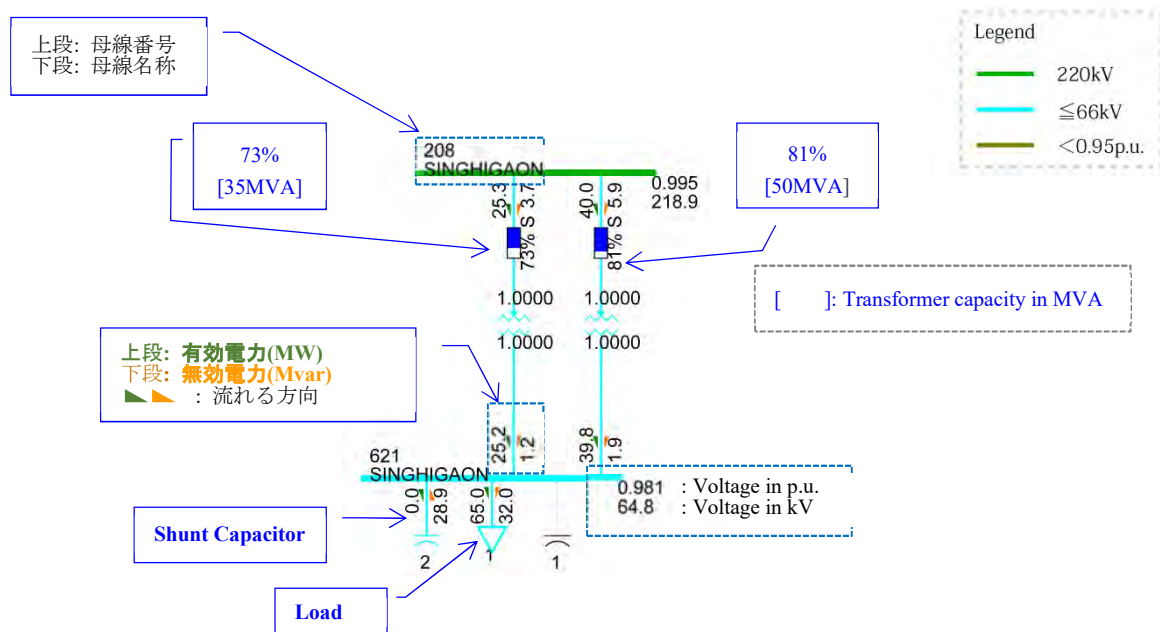 上段: 母線番号
下段: 母線名称
Legend
220kV
≦66kV
<0.95p.u.
73%
[35MVA]
81%
[50MVA]
208
SINGHIGAON
0.995
218.9
25.3
3.7
40.0
5.9
73% S
81% S
[ ]: Transformer capacity in MVA
1.0000
1.0000
1.0000
1.0000
上段: 有効電力(MW)
下段: 無効電力(Mvar)
: 流れる方向
25.2
1.2
39.8
1.9
621
SINGHIGAON
0.981 : Voltage in p.u.
64.8 : Voltage in kV
0.0
28.9
65.0
32.0
Shunt Capacitor
2
1
1
Load